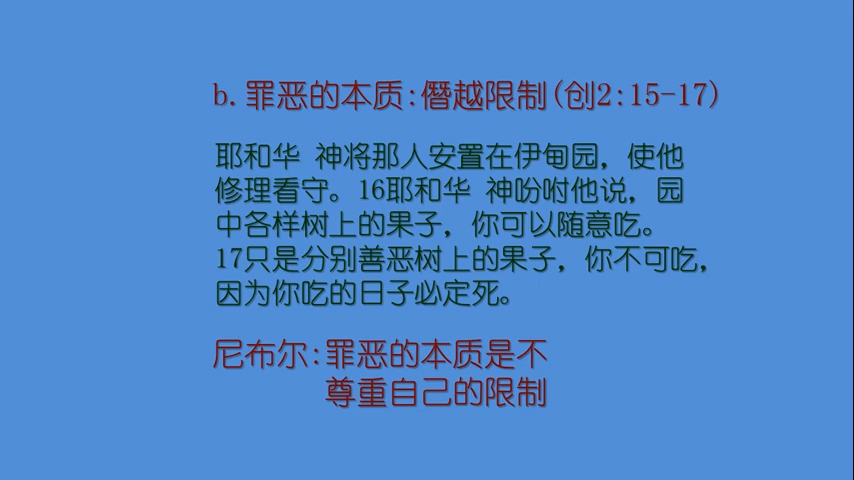 b.罪恶的本质:僭越限制(创2:15-17)
耶和华 神将那人安置在伊甸园，使他
修理看守。16耶和华 神吩咐他说，园
中各样树上的果子，你可以随意吃。
17只是分别善恶树上的果子，你不可吃，
因为你吃的日子必定死。
尼布尔:罪恶的本质是不
尊重自己的限制